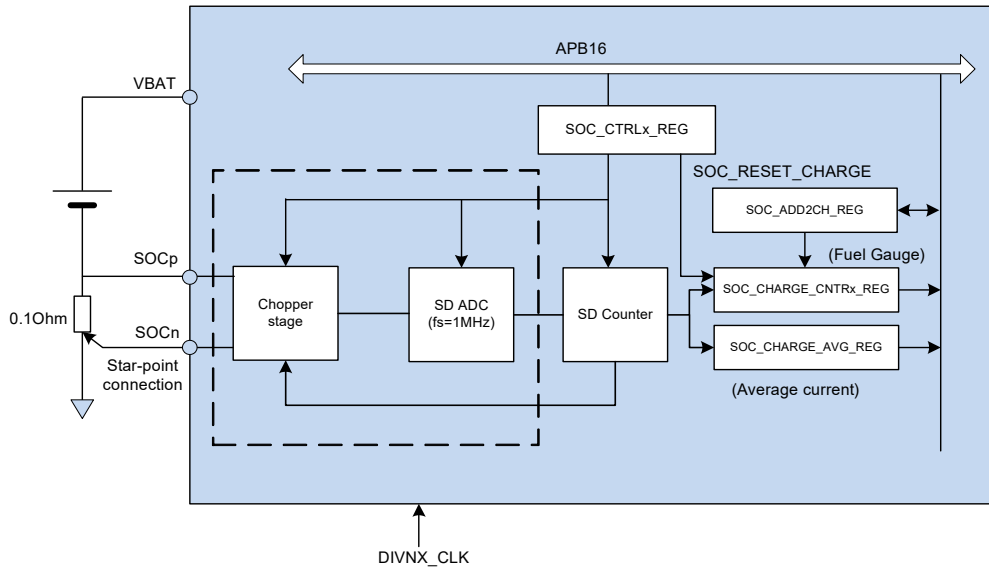 APB16
VBAT
SOC_CTRLx_REG
SOC_RESET_CHARGE
SOC_ADD2CH_REG
(Fuel Gauge)
SOCp
Chopper
stage
SD ADC
(fs=1MHz)
SD Counter
SOC_CHARGE_CNTRx_REG
0.1Ohm
SOCn
Star-point
connection
SOC_CHARGE_AVG_REG
(Average current)
DIVNX_CLK